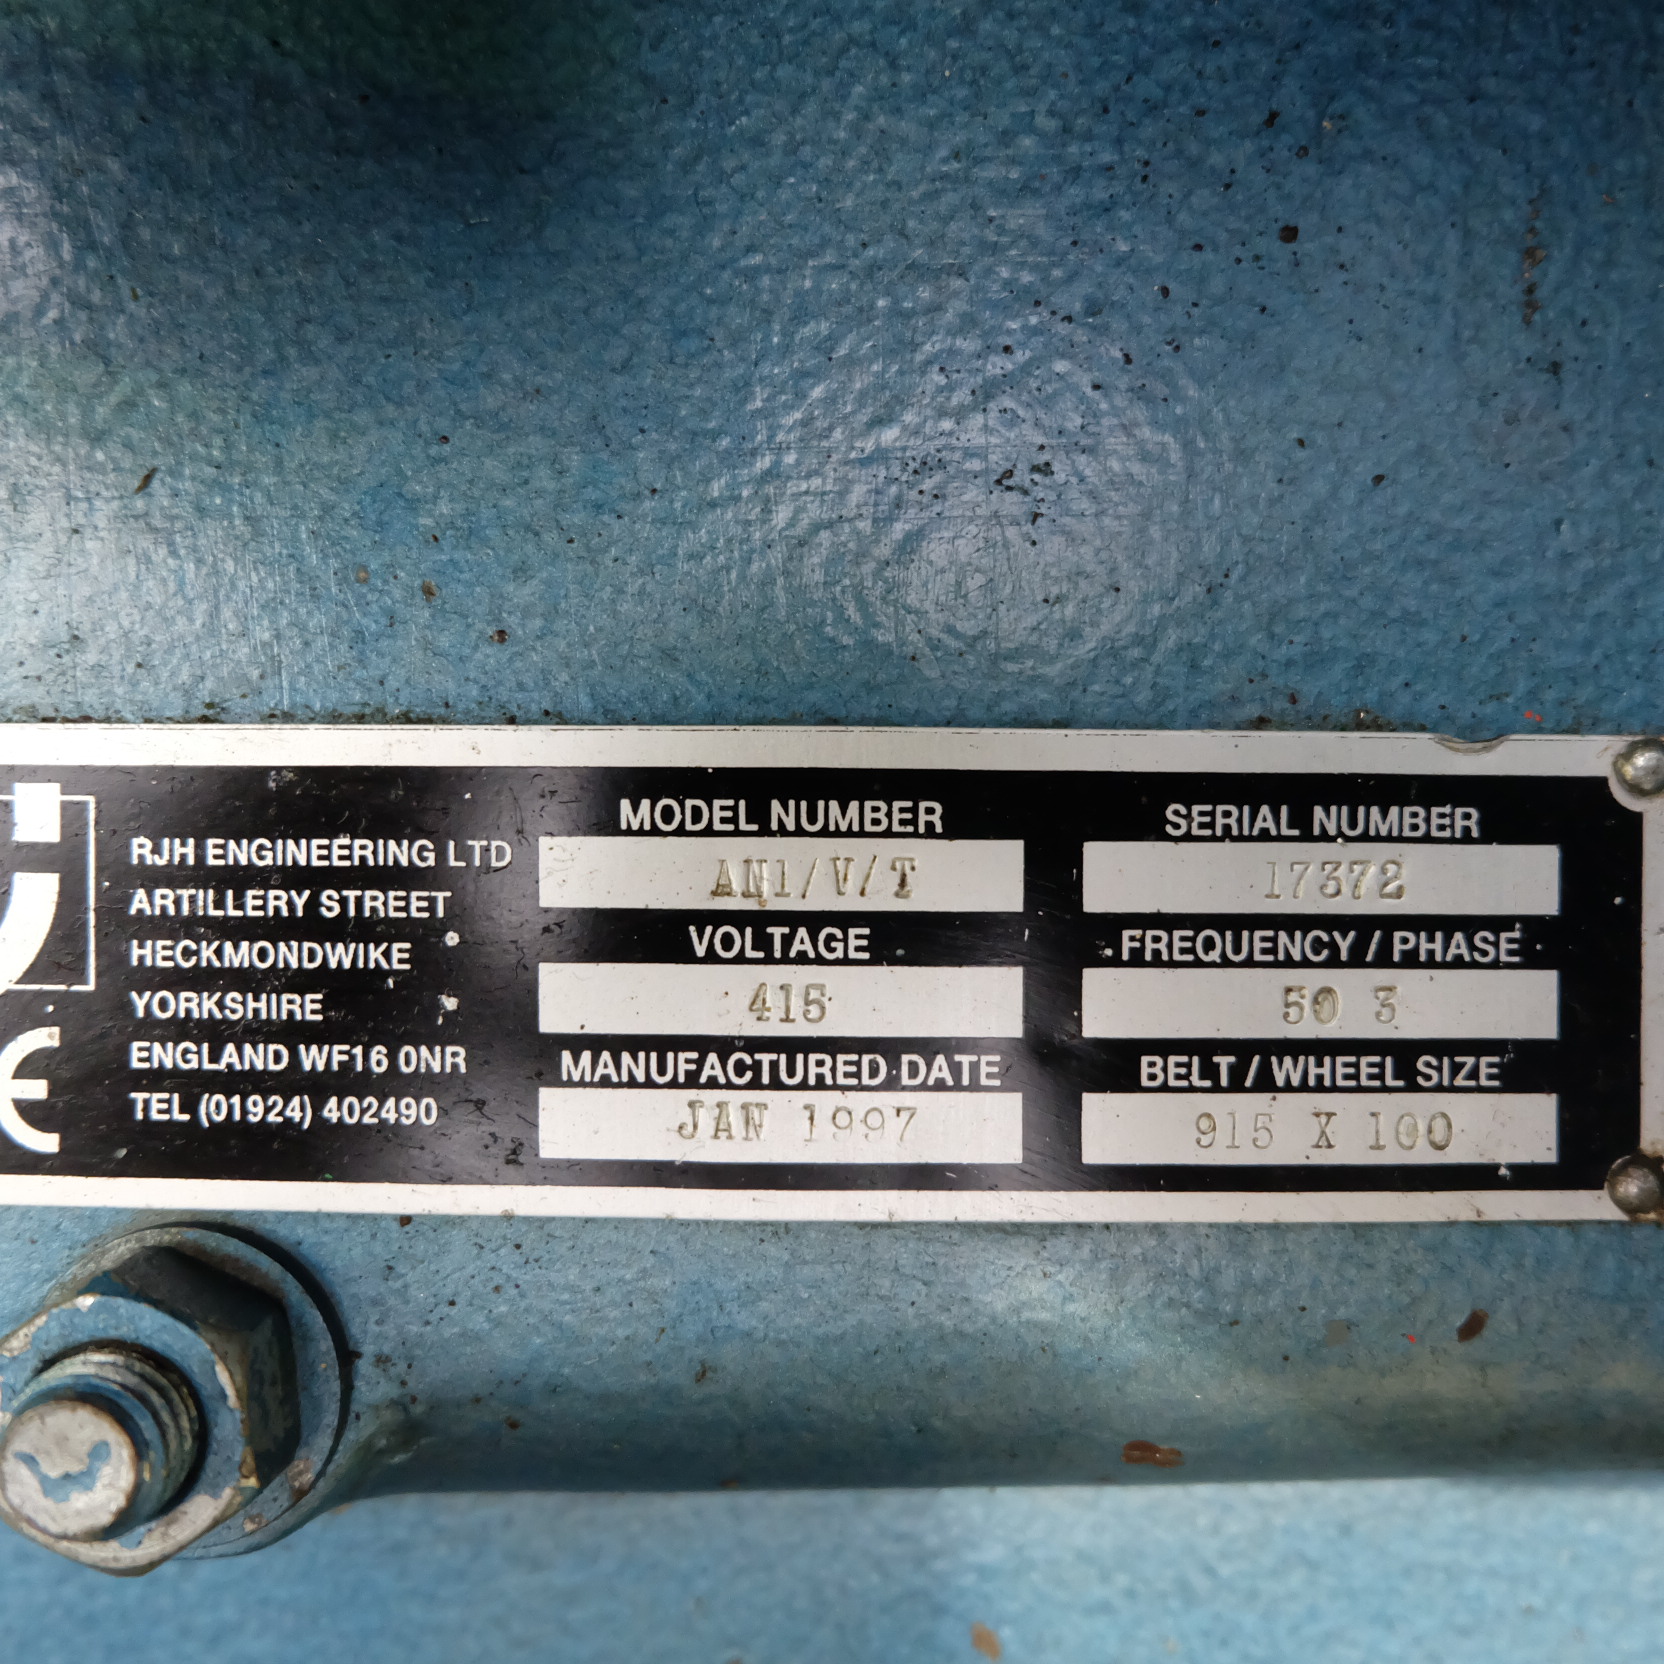 RJH ENGINEERING LTD
ARTILLERY STREET
HECKMONDWIKE
YORKSHIRE
ENGLAND WF16 0NR
TEL (01924) 402490
CE
MODEL NUMBER
AN1/V/T
VOLTAGE
415
MANUFACTURED DATE
JAN 1997
SERIAL NUMBER
17372
FREQUENCY / PHASE
50 3
BELT / WHEEL SIZE
915 X 100